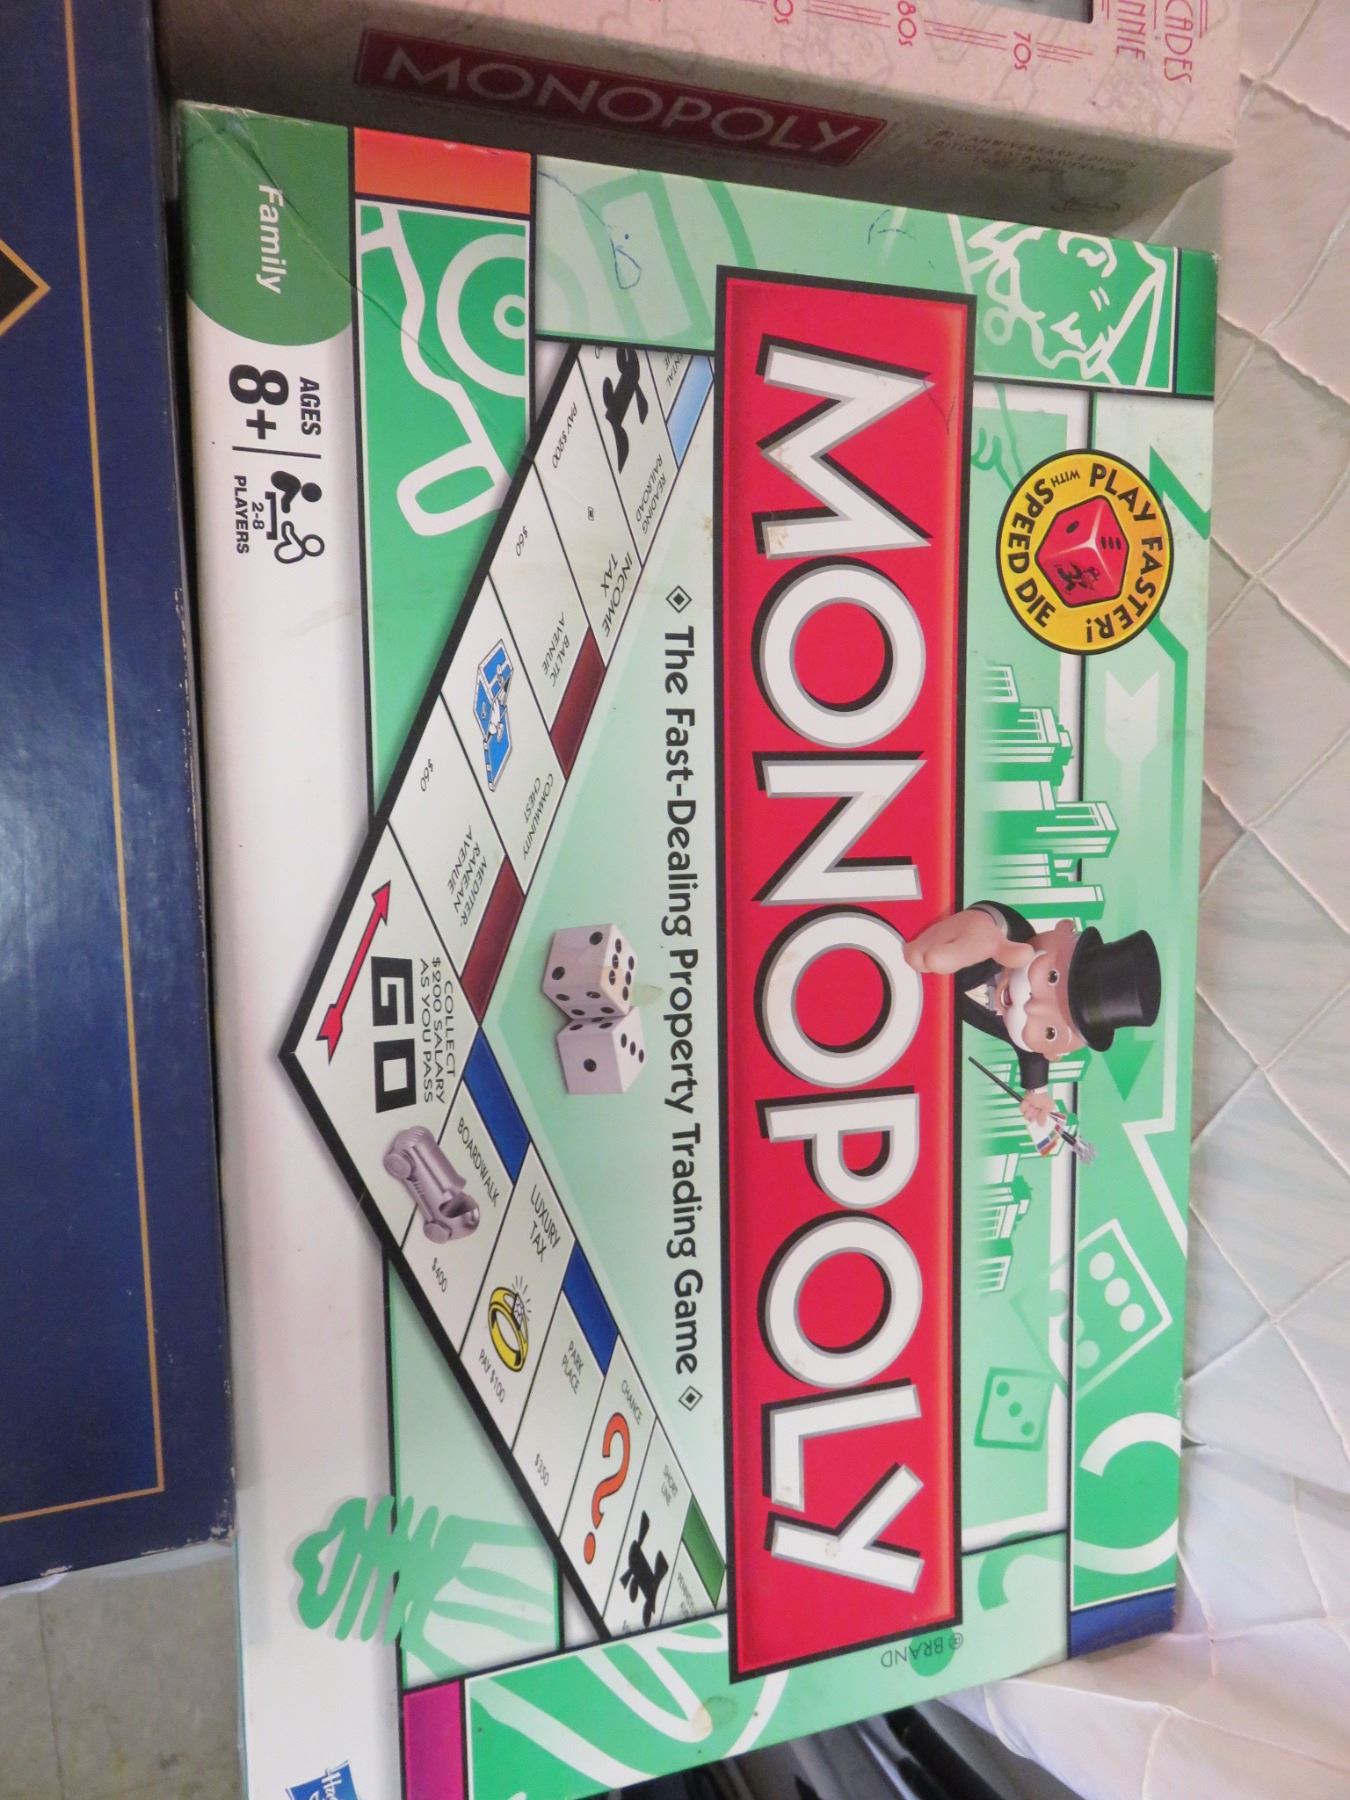 MONOPOLY
70s
80s
PLAY FASTER!
WITH
SPEED DIE
MONOPOLY
® BRAND
The Fast-Dealing Property Trading Game
READING
RAILROAD
INCOME
TAX
PAY $200
BALTIC
AVENUE
$60
COMMUNITY
CHEST
MEDITER-
RANEAN
AVENUE
$60
COLLECT
$200 SALARY
AS YOU PASS
GO
BOARDWALK
$400
LUXURY
TAX
PAY $100
PARK
PLACE
$350
CHANCE
SHORT
LINE
Family
AGES
8+
2-8
PLAYERS